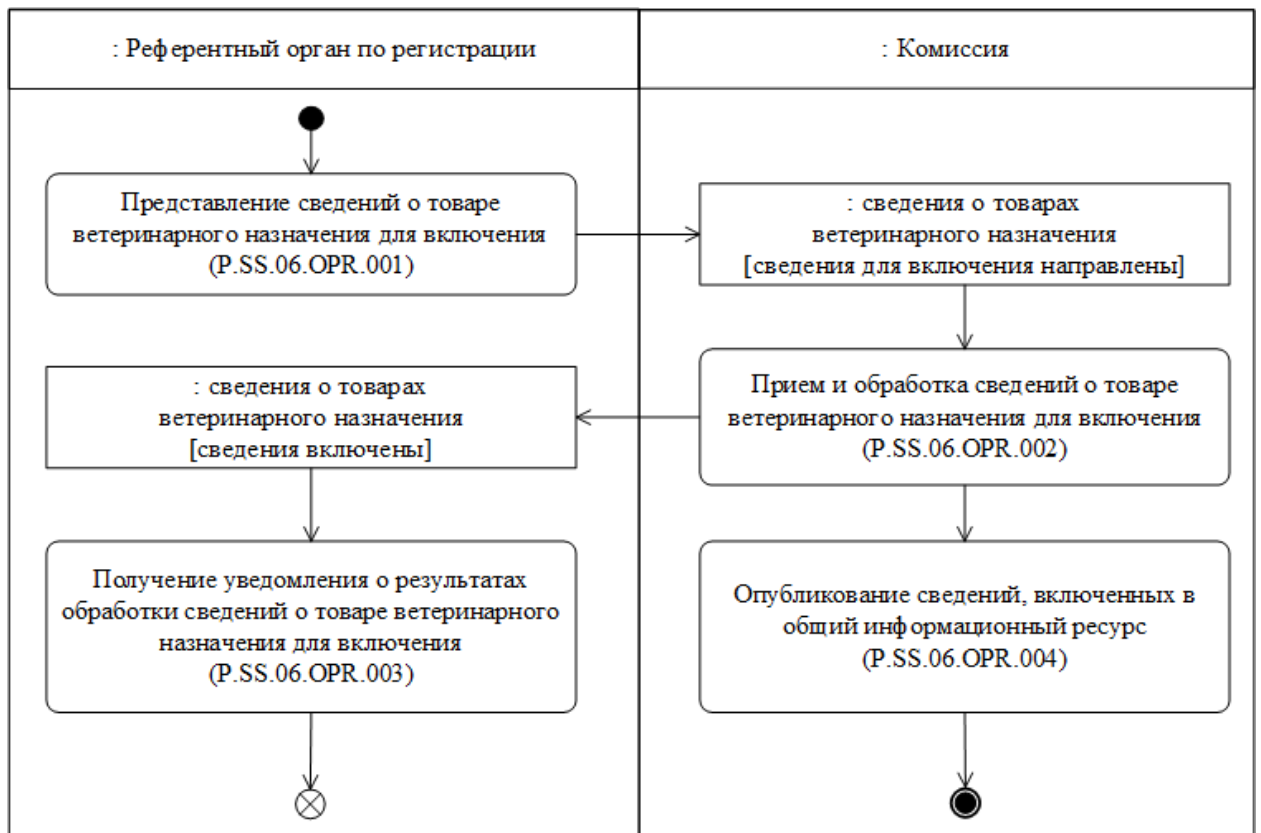 : Референтный орган по регистрации
: Комиссия
Представление сведений о товаре
ветеринарного назначения для включения
(P.SS.06.OPR.001)
: сведения о товарах
ветеринарного назначения
[сведения для включения направлены]
Прием и обработка сведений о товаре
ветеринарного назначения для включения
(P.SS.06.OPR.002)
: сведения о товарах
ветеринарного назначения
[сведения включены]
Получение уведомления о результатах
обработки сведений о товаре ветеринарного
назначения для включения
(P.SS.06.OPR.003)
Опубликование сведений, включенных в
общий информационный ресурс
(P.SS.06.OPR.004)